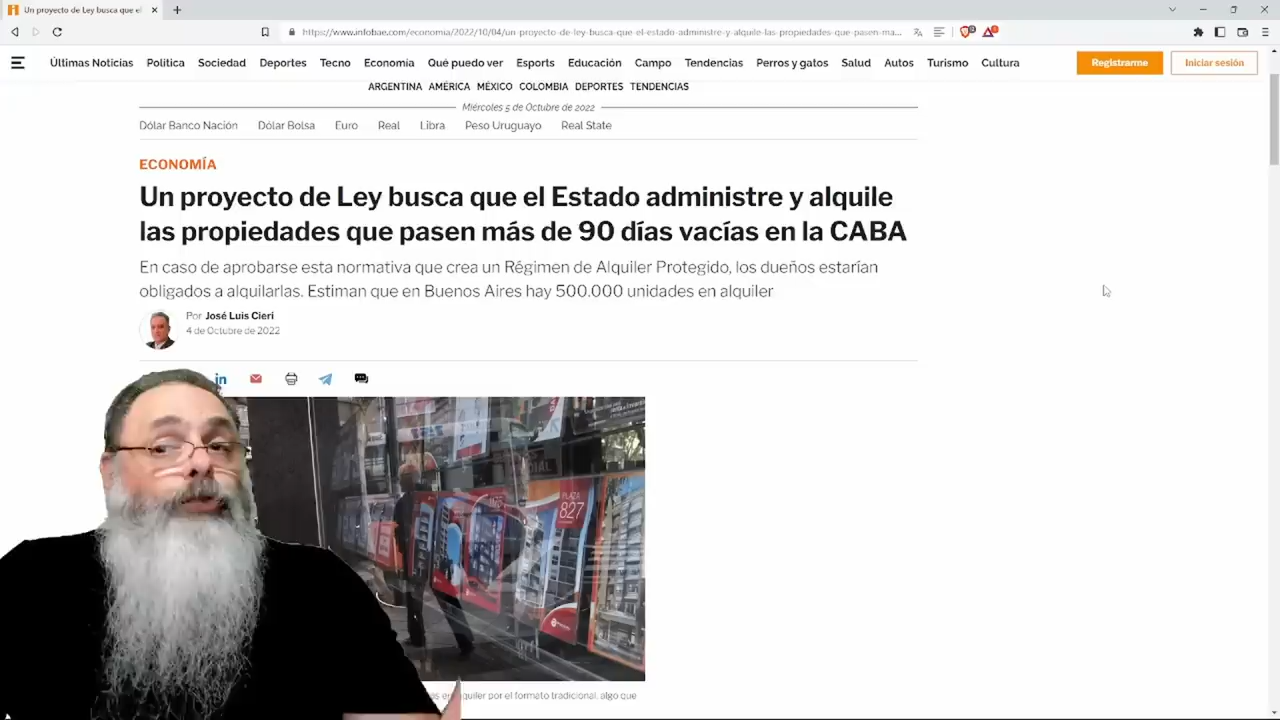 Un proyecto de Ley busca que el
https://www.infobae.com/economia/2022/10/04/un-proyecto-de-ley-busca-que-el-estado-administre-y-alquile-las-propiedades-que-pasen-ma...
Últimas Noticias Política Sociedad Deportes Tecno Economía Qué puedo ver Esports Educación Campo Tendencias Perros y gatos Salud Autos Turismo Cultura Registrarme Iniciar sesión
ARGENTINA AMÉRICA MÉXICO COLOMBIA DEPORTES TENDENCIAS
Miércoles 5 de Octubre de 2022
Dólar Banco Nación Dólar Bolsa Euro Real Libra Peso Uruguayo Real State
ECONOMÍA
Un proyecto de Ley busca que el Estado administre y alquile
las propiedades que pasen más de 90 días vacías en la CABA
En caso de aprobarse esta normativa que crea un Régimen de Alquiler Protegido, los dueños estarían
obligados a alquilarlas. Estiman que en Buenos Aires hay 500.000 unidades en alquiler
Por José Luis Cieri
4 de Octubre de 2022
in
PLAZA
827
alquiler por el formato tradicional, algo que